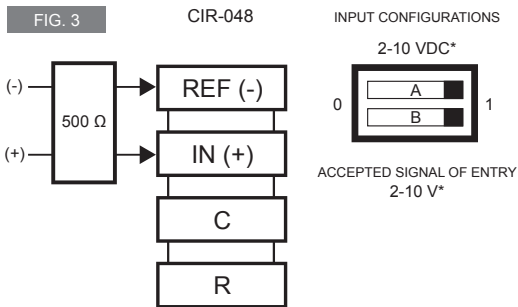 FIG. 3
CIR-048
INPUT CONFIGURATIONS
2-10 VDC*
(-)
500 Ω
REF (-)
0
A
1
B
(+)
IN (+)
ACCEPTED SIGNAL OF ENTRY
2-10 V*
C
R